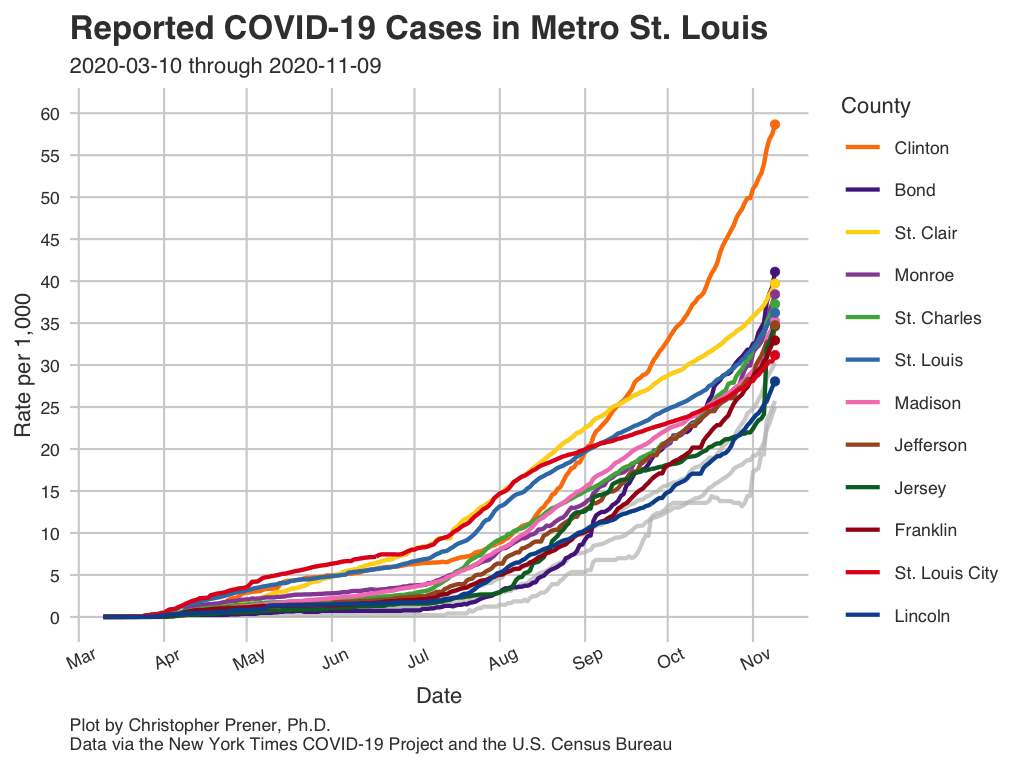 Reported COVID-19 Cases in Metro St. Louis
2020-03-10 through 2020-11-09
60
55
50
45
40
35
30
25
20
15
10
5
0
Rate per 1,000
Mar
Apr
May
Jun
Jul
Aug
Sep
Oct
Nov
Date
County
Clinton
Bond
St. Clair
Monroe
St. Charles
St. Louis
Madison
Jefferson
Jersey
Franklin
St. Louis City
Lincoln
Plot by Christopher Prener, Ph.D.
Data via the New York Times COVID-19 Project and the U.S. Census Bureau